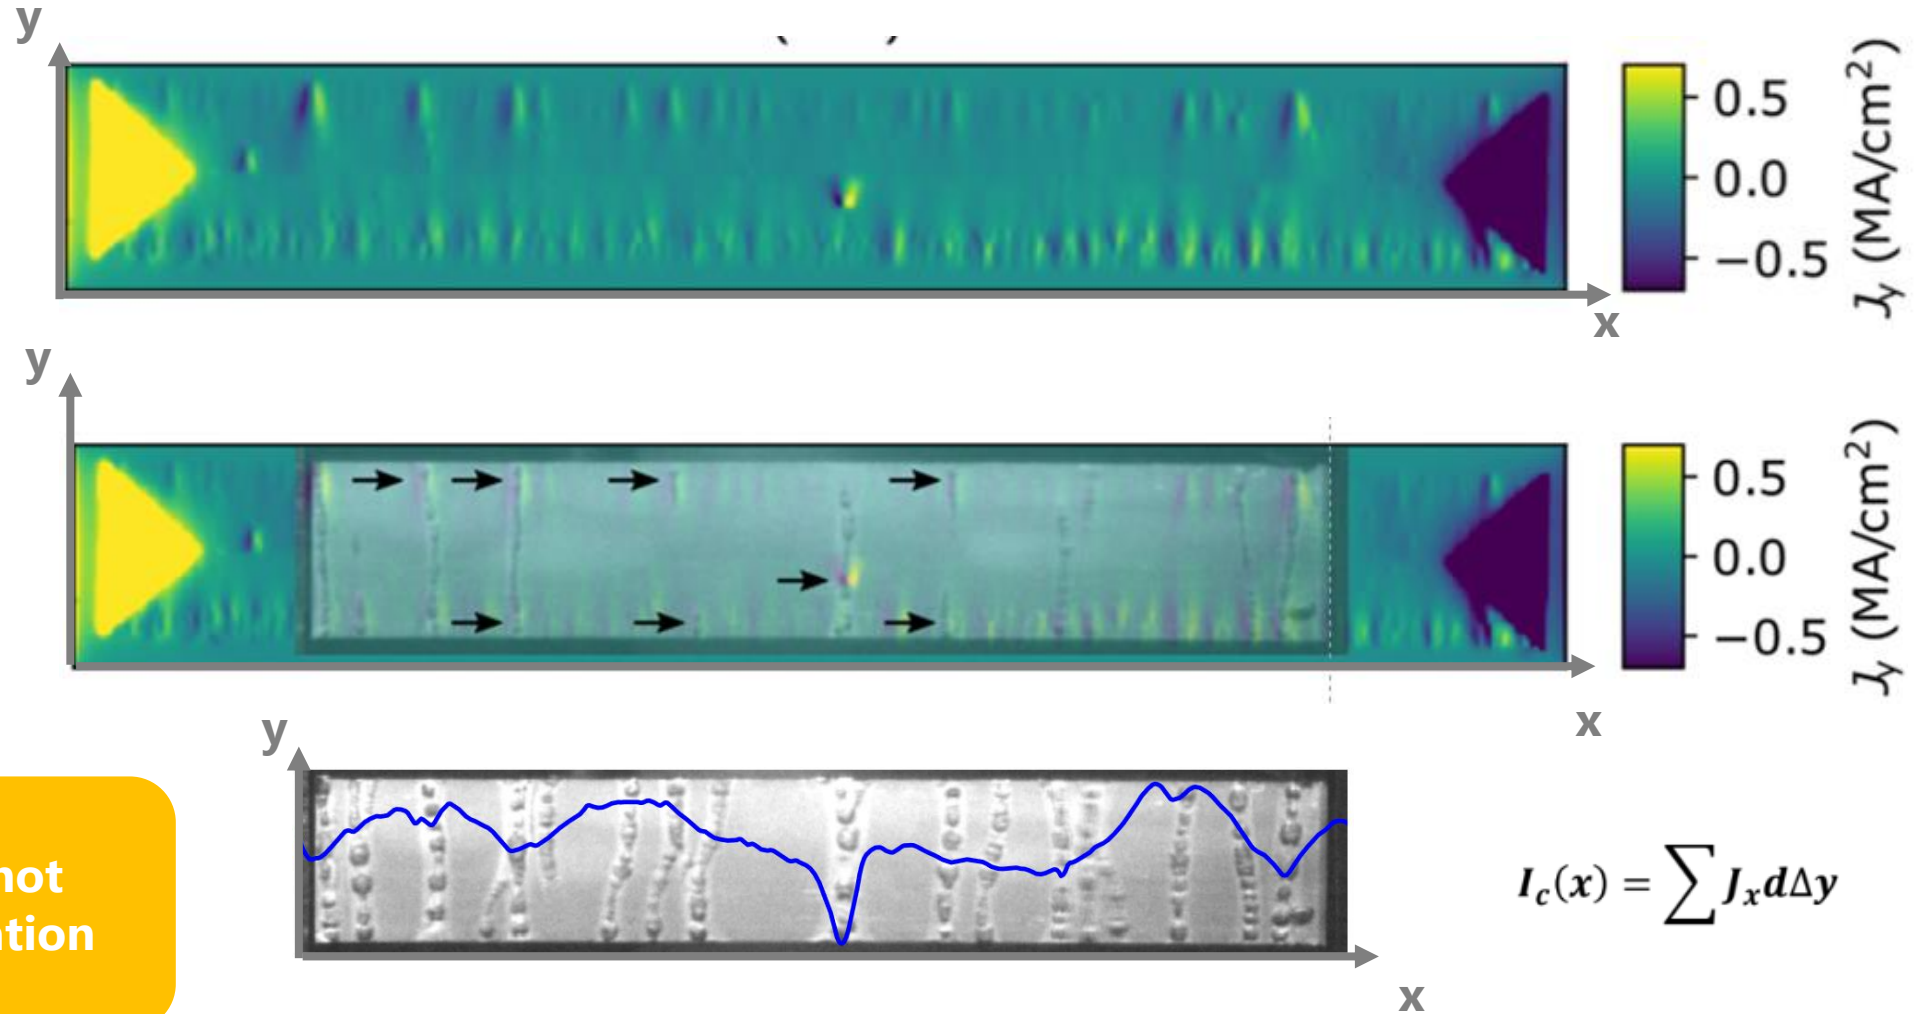 y
0.5
0.0
−0.5
J_y (MA/cm²)
x
y
0.5
0.0
−0.5
J_y (MA/cm²)
x
y
not
I_c(x) = ∑ J_x d Δy
x